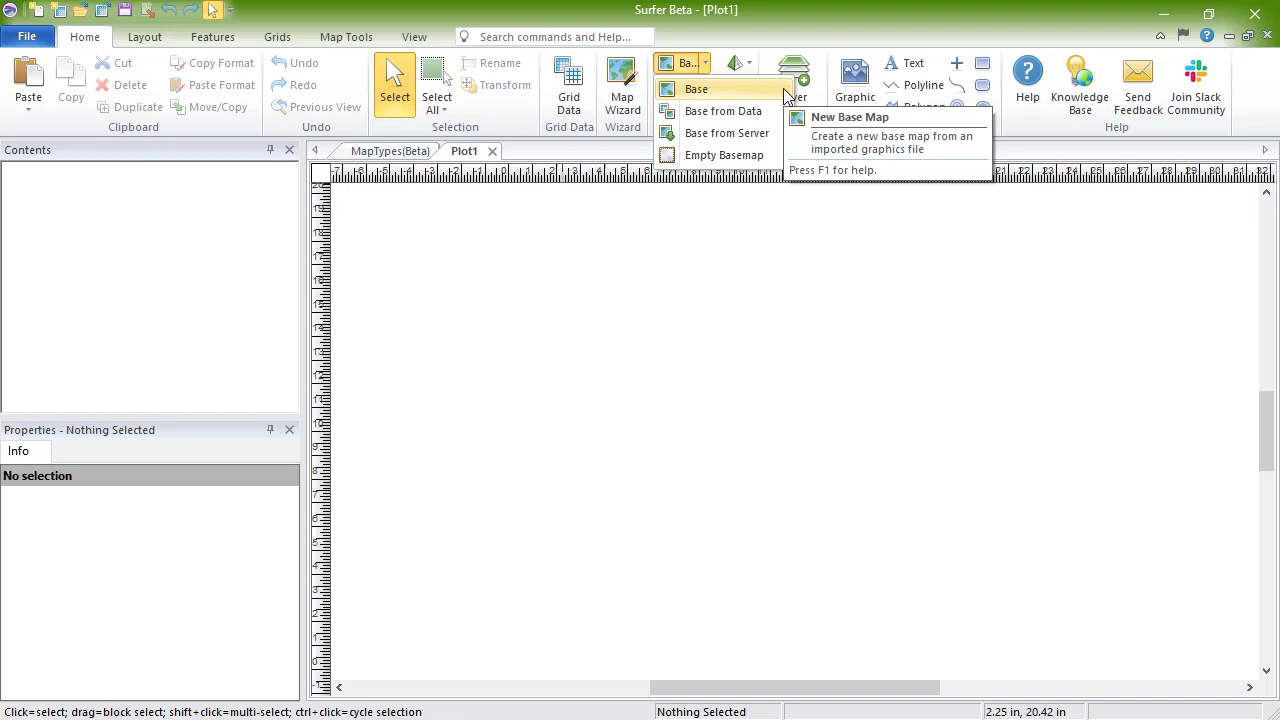 Surfer Beta - [Plot1]
File
Home
Layout
Features
Grids
Map Tools
View
Search commands and Help...
Paste
Copy
Cut
Delete
Duplicate
Copy Format
Paste Format
Move/Copy
Clipboard
Undo
Redo
Previous View
Undo
Select
Select
All
Rename
Transform
Selection
Grid
Data
Grid Data
Map
Wizard
Wizard
Ba...
Base
Base from Data
Base from Server
Empty Basemap
New Base Map
Create a new base map from an
imported graphics file
Press F1 for help.
Graphic
Text
Polyline
Help
Knowledge
Base
Send
Feedback
Join Slack
Community
Help
Contents
MapTypes(Beta)
Plot1
Properties - Nothing Selected
Info
No selection
Click=select; drag=block select; shift+click=multi-select; ctrl+click=cycle selection
Nothing Selected
2.25 in, 20.42 in